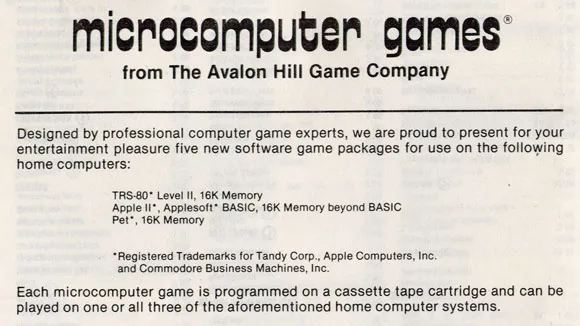 microcomputer games®
from The Avalon Hill Game Company
Designed by professional computer game experts, we are proud to present for your
entertainment pleasure five new software game packages for use on the following
home computers:
TRS-80* Level II, 16K Memory
Apple II*, Applesoft* BASIC, 16K Memory beyond BASIC
Pet*, 16K Memory
*Registered Trademarks for Tandy Corp., Apple Computers, Inc.
and Commodore Business Machines, Inc.
Each microcomputer game is programmed on a cassette tape cartridge and can be
played on one or all three of the aforementioned home computer systems.